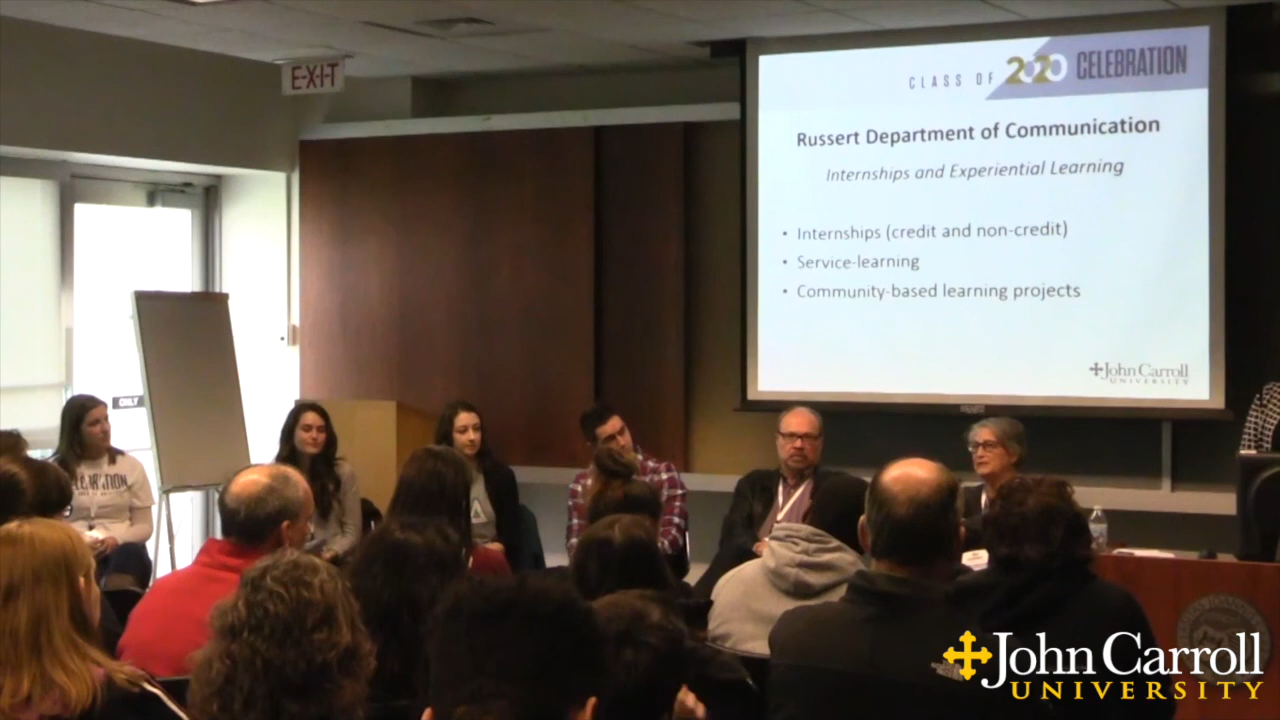 E-X-I-T
CLASS OF 2020 CELEBRATION
Russert Department of Communication
Internships and Experiential Learning
• Internships (credit and non-credit)
• Service-learning
• Community-based learning projects
John Carroll
UNIVERSITY
ONLY
John Carroll
UNIVERSITY